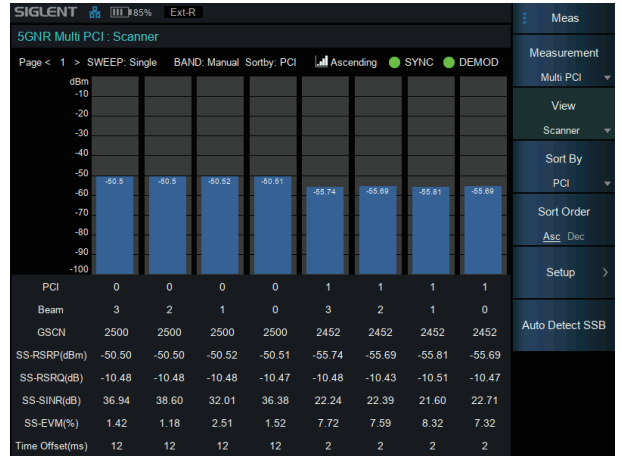 SIGLENT 85% Ext-R
Meas
5GNR Multi PCI : Scanner
Page < 1 > SWEEP: Single BAND: Manual Sortby: PCI Ascending SYNC DEMOD
Measurement
Multi PCI
View
Scanner
Sort By
PCI
Sort Order
Asc Dec
Setup >
Auto Detect SSB
dBm
-10
-20
-30
-40
-50
-60
-70
-80
-90
-100
-50.5 -50.5 -50.52 -50.51 -55.74 -55.69 -55.81 -55.69
PCI 0 0 0 0 1 1 1 1
Beam 3 2 1 0 3 2 1 0
GSCN 2500 2500 2500 2500 2452 2452 2452 2452
SS-RSRP(dBm) -50.50 -50.50 -50.52 -50.51 -55.74 -55.69 -55.81 -55.69
SS-RSRQ(dB) -10.48 -10.48 -10.48 -10.47 -10.48 -10.43 -10.51 -10.47
SS-SINR(dB) 36.94 38.60 32.01 36.38 22.24 22.39 21.60 22.71
SS-EVM(%) 1.42 1.18 2.51 1.52 7.72 7.59 8.32 7.32
Time Offset(ms) 12 12 12 12 2 2 2 2